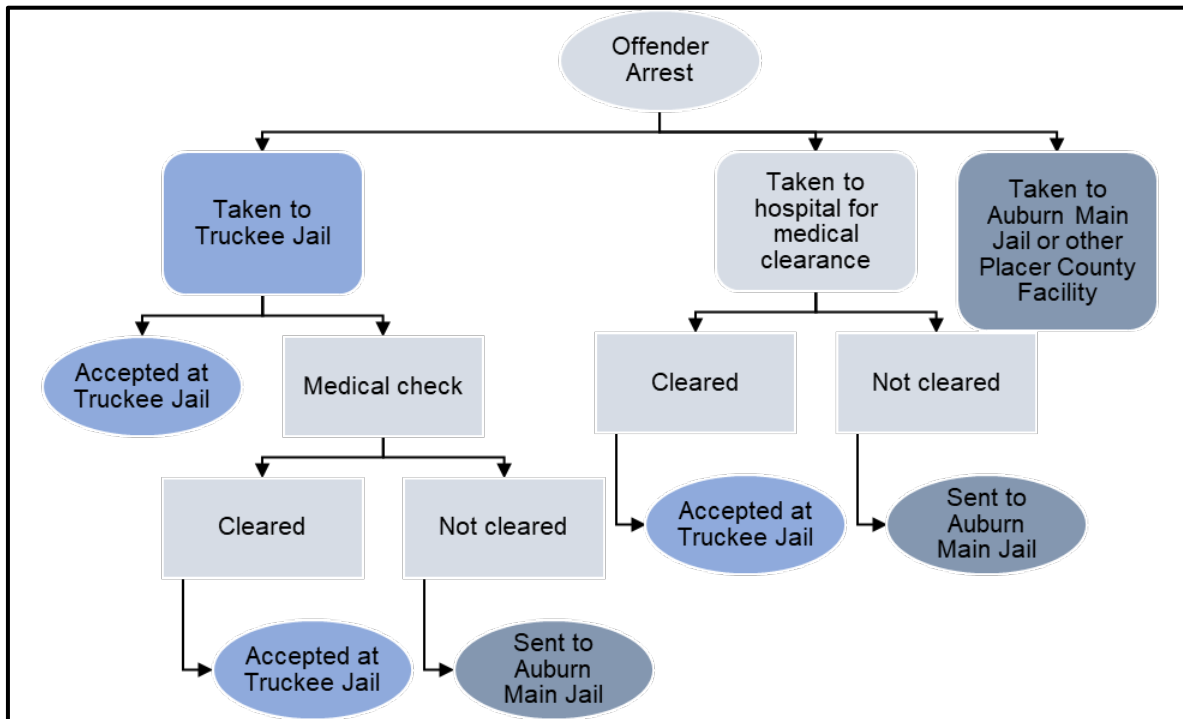 Offender
Arrest
Taken to
Truckee Jail
Taken to
hospital for
medical
clearance
Taken to
Auburn Main
Jail or other
Placer County
Facility
Accepted at
Truckee Jail
Medical check
Cleared
Not cleared
Cleared
Not cleared
Accepted at
Truckee Jail
Sent to
Auburn
Main Jail
Accepted at
Truckee Jail
Sent to
Auburn
Main Jail